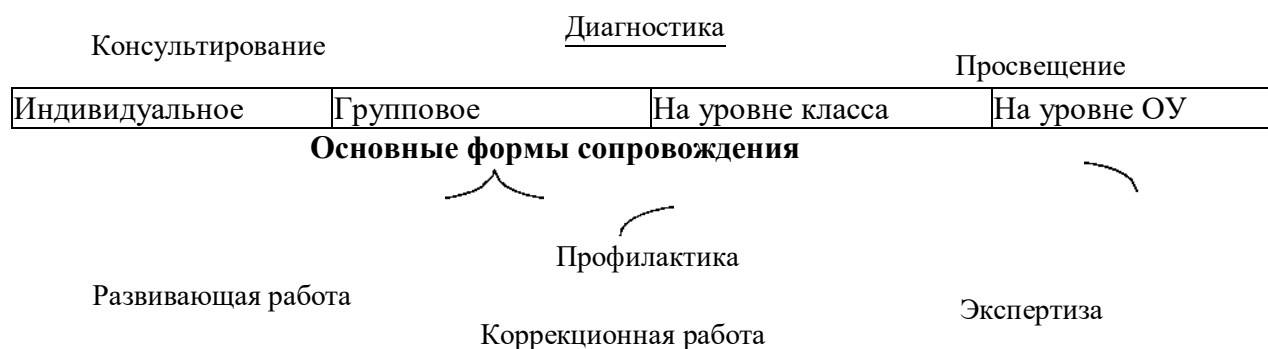 Диагностика
Консультирование
Просвещение
Индивидуальное Групповое На уровне класса На уровне ОУ
Основные формы сопровождения
Профилактика
Развивающая работа
Экспертиза
Коррекционная работа